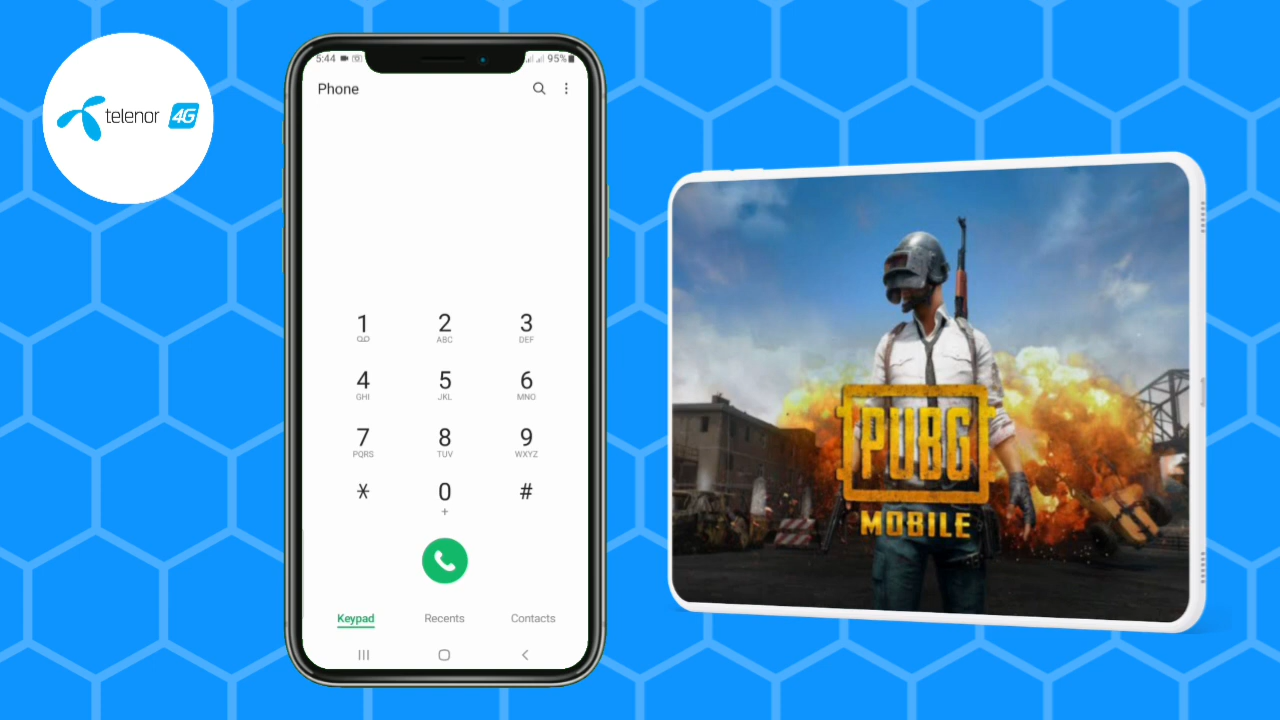 telenor 4G
5:44 95%
Phone
1 2 3
ABC DEF
4 5 6
GHI JKL MNO
7 8 9
PQRS TUV WXYZ
* 0 #
+
Keypad Recents Contacts
PUBG
MOBILE